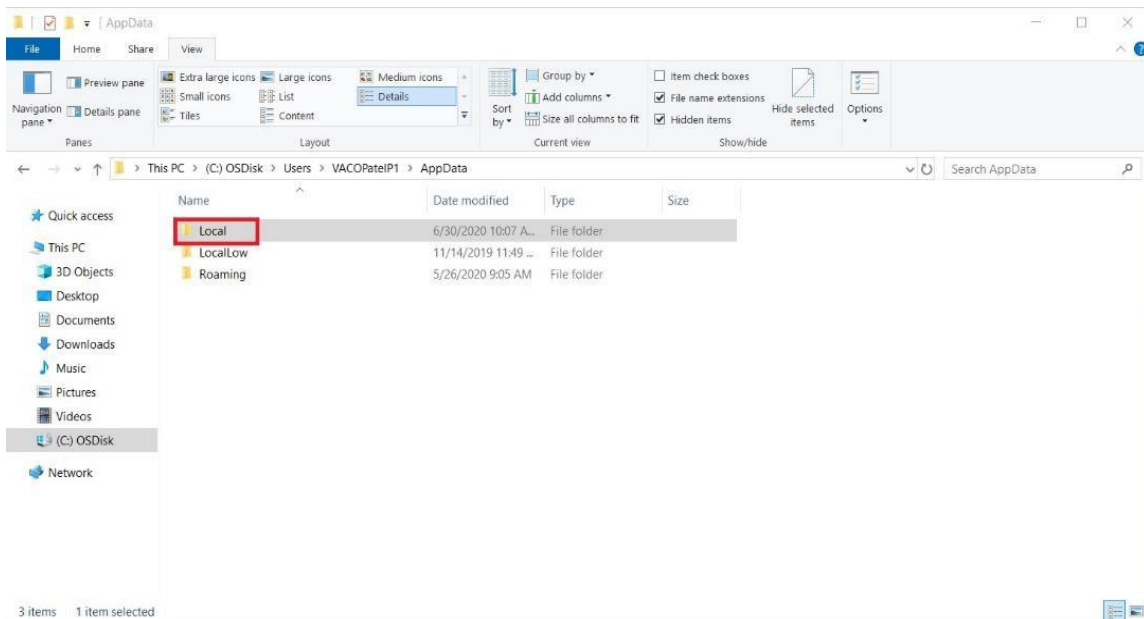 AppData
File Home Share View
Navigation pane
Preview pane
Details pane
Panes
Extra large icons Large icons Medium icons
Small icons List Details
Tiles Content
Layout
Sort by
Group by
Add columns
Size all columns to fit
Current view
Item check boxes
File name extensions
Hidden items
Hide selected items
Show/hide
Options
This PC > (C:) OSDisk > Users > VACOPatelP1 > AppData
Search AppData
Quick access
This PC
3D Objects
Desktop
Documents
Downloads
Music
Pictures
Videos
(C:) OSDisk
Network
Name Date modified Type Size
Local 6/30/2020 10:07 A... File folder
LocalLow 11/14/2019 11:49 ... File folder
Roaming 5/26/2020 9:05 AM File folder
3 items 1 item selected